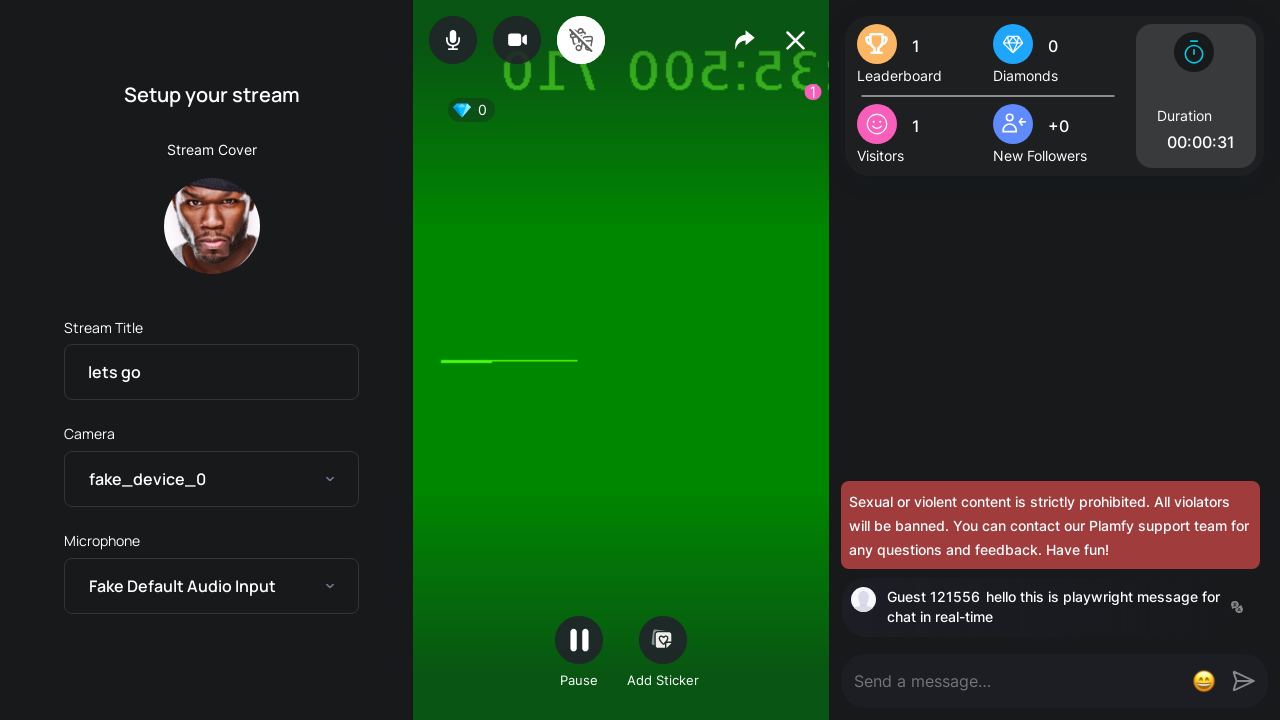 Setup your stream
Stream Cover
Stream Title
lets go
Camera
fake_device_0
Microphone
Fake Default Audio Input
1
0
Pause
Add Sticker
1
Leaderboard
0
Diamonds
1
Visitors
+0
New Followers
Duration
00:00:31
Sexual or violent content is strictly prohibited. All violators
will be banned. You can contact our Plamfy support team for
any questions and feedback. Have fun!
Guest 121556 hello this is playwright message for
chat in real-time
Send a message...